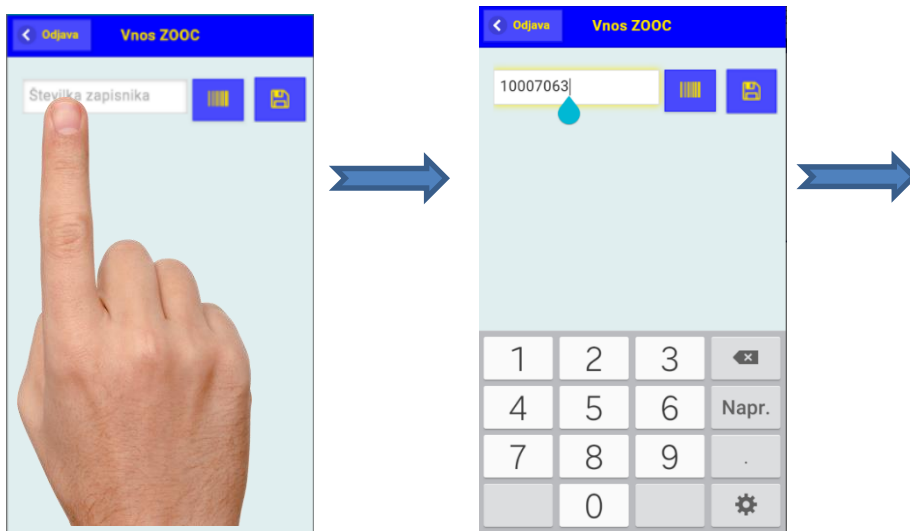 Odjava Vnos ZOOC
Številka zapisnika
Odjava Vnos ZOOC
10007063
1 2 3
4 5 6 Napr.
7 8 9 .
0